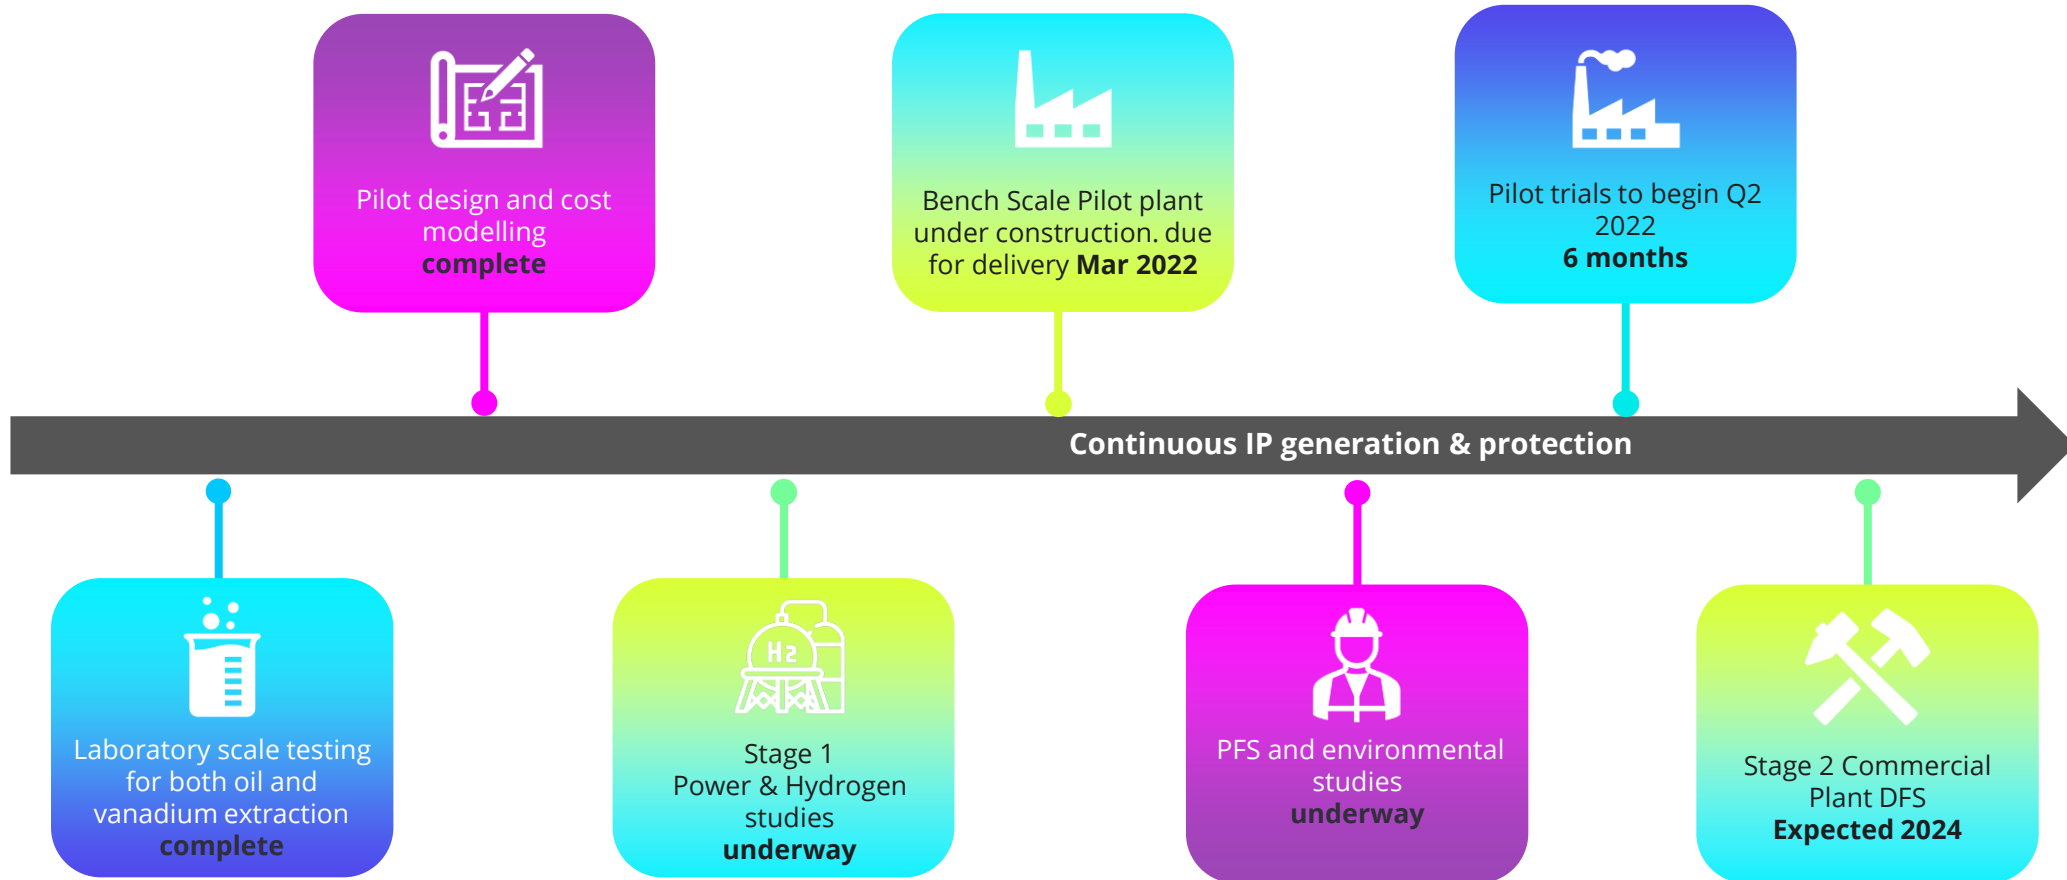 Pilot design and cost
modelling
complete
Bench Scale Pilot plant
under construction. due
for delivery Mar 2022
Pilot trials to begin Q2
2022
6 months
Continuous IP generation & protection
Laboratory scale testing
for both oil and
vanadium extraction
complete
H2
Stage 1
Power & Hydrogen
studies
underway
PFS and environmental
studies
underway
Stage 2 Commercial
Plant DFS
Expected 2024